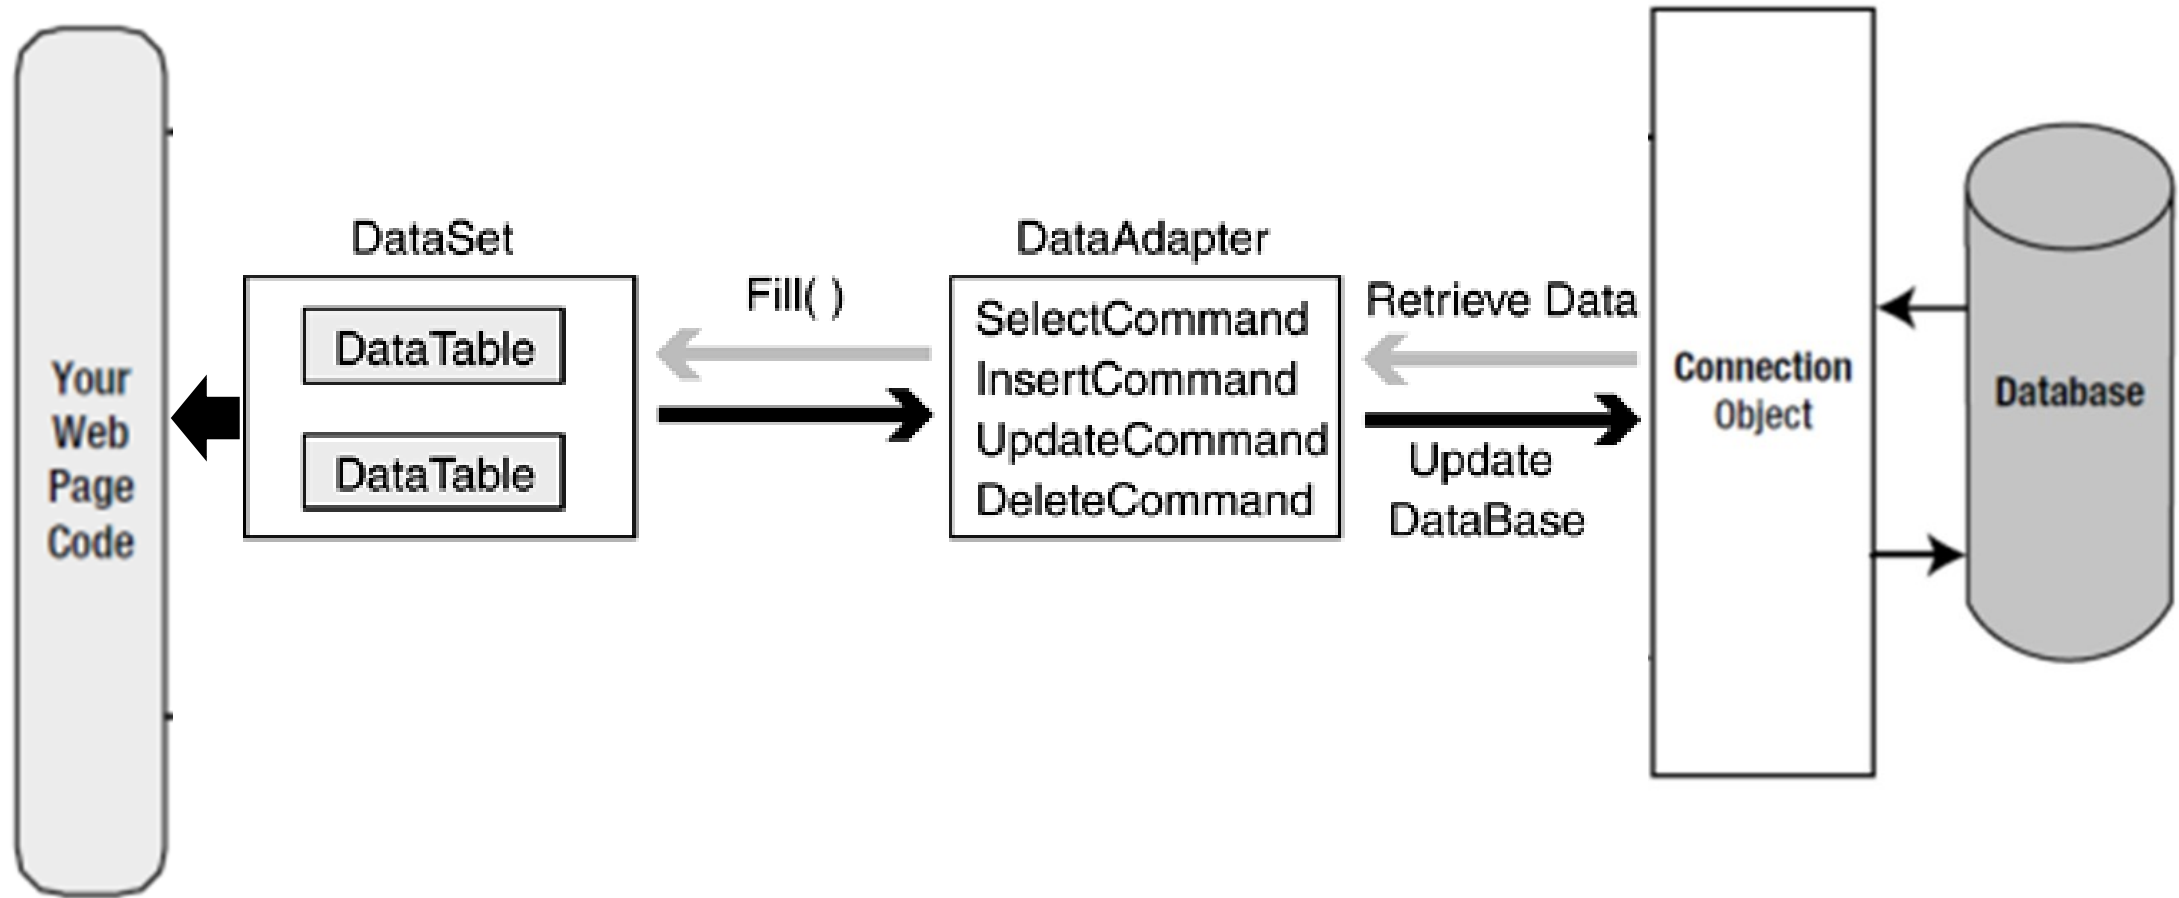 Your
Web
Page
Code
DataSet
DataTable
DataTable
Fill( )
DataAdapter
SelectCommand
InsertCommand
UpdateCommand
DeleteCommand
Retrieve Data
Update
DataBase
Connection
Object
Database